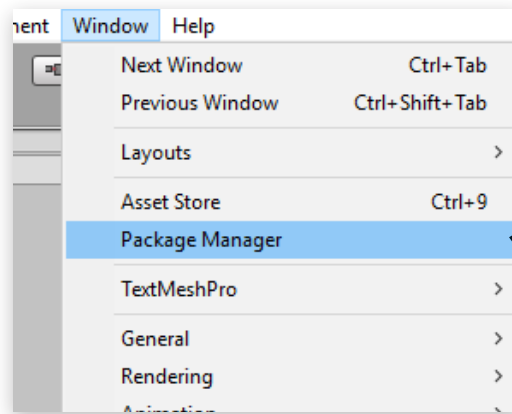 Window Help
Next Window Ctrl+Tab
Previous Window Ctrl+Shift+Tab
Layouts
Asset Store Ctrl+9
Package Manager
TextMeshPro
General
Rendering